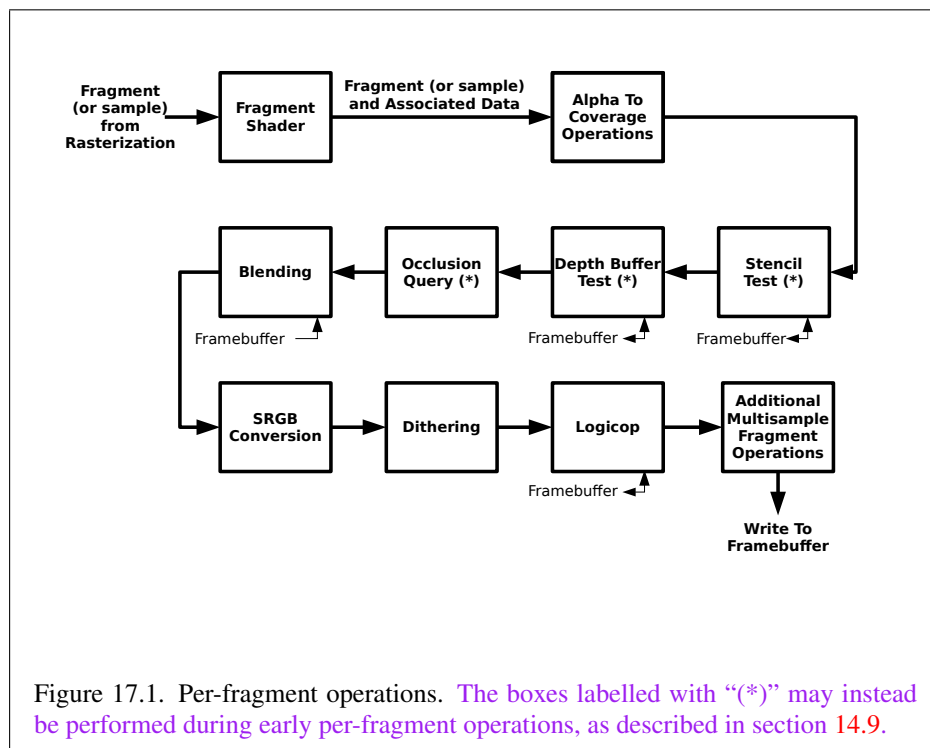 Fragment
(or sample)
from
Rasterization
Fragment
Shader
Fragment (or sample)
and Associated Data
Alpha To
Coverage
Operations
Blending
Occlusion
Query (*)
Depth Buffer
Test (*)
Stencil
Test (*)
Framebuffer
Framebuffer
Framebuffer
SRGB
Conversion
Dithering
Logicop
Additional
Multisample
Fragment
Operations
Framebuffer
Write To
Framebuffer
Figure 17.1. Per-fragment operations. The boxes labelled with “(*)” may instead
be performed during early per-fragment operations, as described in section 14.9.